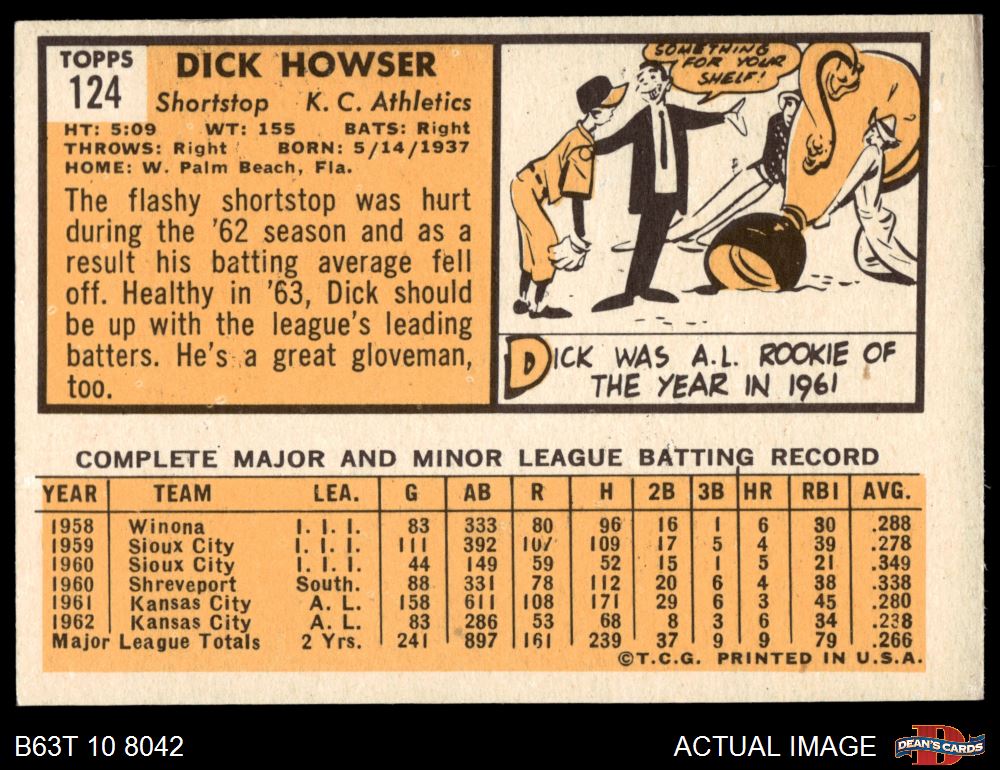 TOPPS
124
DICK HOWSER
Shortstop K. C. Athletics
HT: 5:09 WT: 155 BATS: Right
THROWS: Right BORN: 5/14/1937
HOME: W. Palm Beach, Fla.
The flashy shortstop was hurt
during the '62 season and as a
result his batting average fell
off. Healthy in '63, Dick should
be up with the league's leading
batters. He's a great gloveman,
too.
SOMETHING
FOR YOUR
SHELF!
DICK WAS A.L. ROOKIE OF
THE YEAR IN 1961
COMPLETE MAJOR AND MINOR LEAGUE BATTING RECORD
YEAR TEAM LEA. G AB R H 2B 3B HR RBI AVG.
1958 Winona I. I. I. 83 333 80 96 16 1 6 30 .288
1959 Sioux City I. I. I. 111 392 107 109 17 5 4 39 .278
1960 Sioux City I. I. I. 44 149 59 52 15 1 5 21 .349
1960 Shreveport South. 88 331 78 112 20 6 4 38 .338
1961 Kansas City A. L. 158 611 108 171 29 6 3 45 .280
1962 Kansas City A. L. 83 286 53 68 8 3 6 34 .238
Major League Totals 2 Yrs. 241 897 161 239 37 9 9 79 .266
©T.C.G. PRINTED IN U.S.A.
B63T 10 8042
ACTUAL IMAGE
D
DEAN'S CARDS